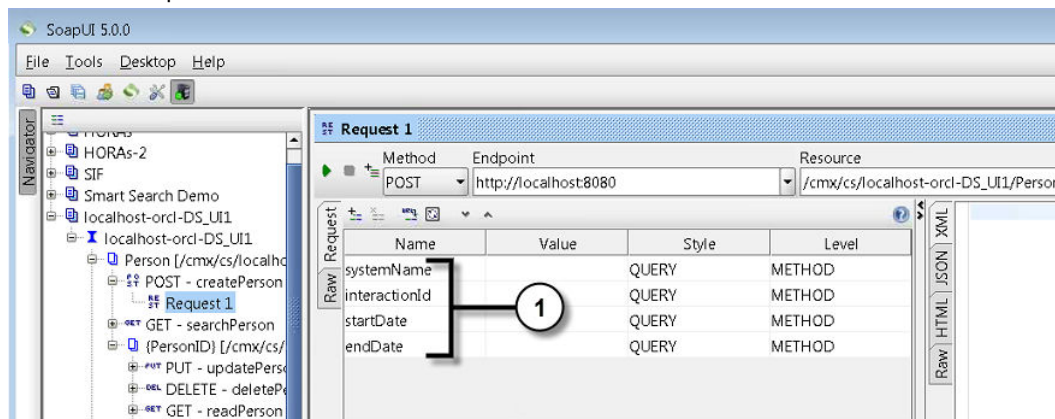 SoapUI 5.0.0
File Tools Desktop Help
Navigator
HORAs-2
SIF
Smart Search Demo
localhost-orcl-DS_UI1
localhost-orcl-DS_UI1
Person [/cmx/cs/localho
POST - createPerson
Request 1
GET - searchPerson
{PersonID} [/cmx/cs/
PUT - updatePerso
DELETE - deletePe
GET - readPerson
Request 1
Method Endpoint Resource
POST http://localhost:8080 /cmx/cs/localhost-orcl-DS_UI1/Person
Request
Raw
Name Value Style Level
systemName QUERY METHOD
interactionId QUERY METHOD
startDate QUERY METHOD
endDate QUERY METHOD
1
XML
JSON
HTML
Raw